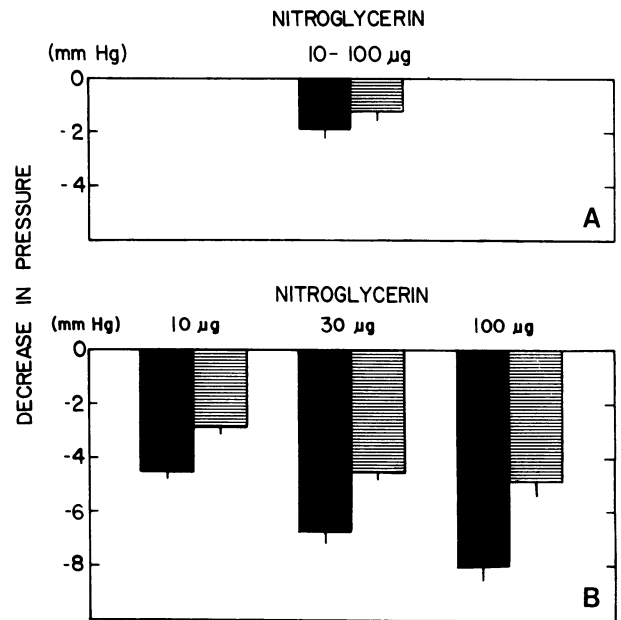 NITROGLYCERIN
(mm Hg) 10-100 µg
0
-2
-4
A
DECREASE IN PRESSURE
NITROGLYCERIN
(mm Hg) 10 µg 30 µg 100 µg
0
-2
-4
-6
-8
B